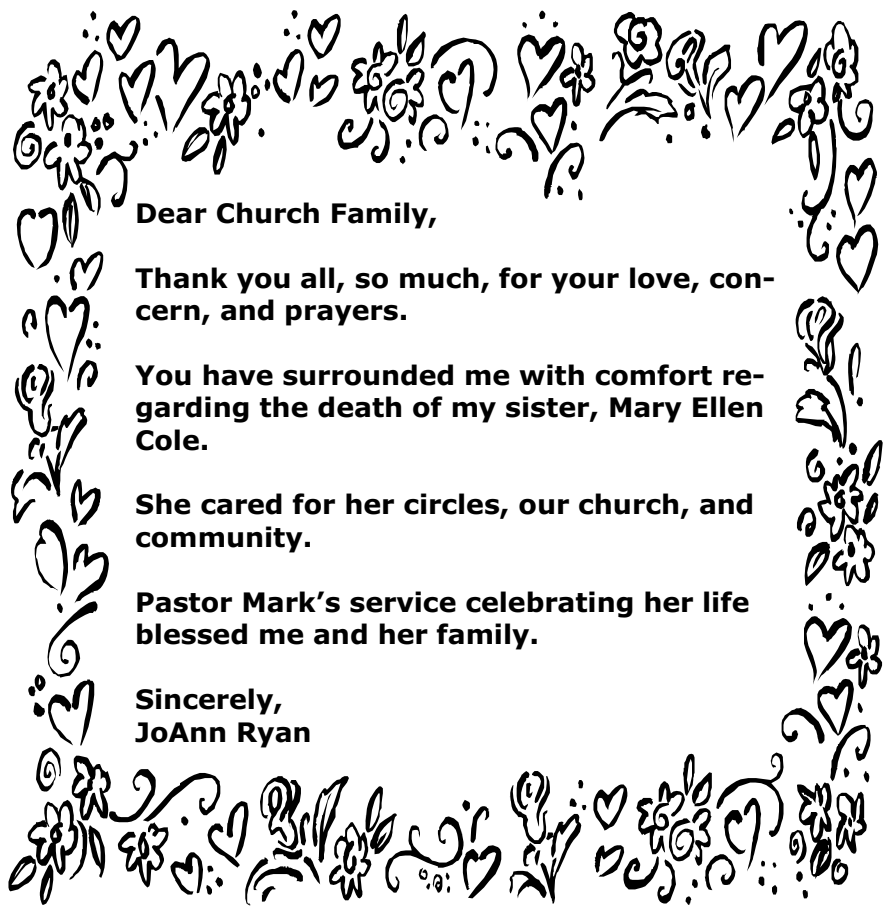 Dear Church Family,
Thank you all, so much, for your love, con-
cern, and prayers.
You have surrounded me with comfort re-
garding the death of my sister, Mary Ellen
Cole.
She cared for her circles, our church, and
community.
Pastor Mark’s service celebrating her life
blessed me and her family.
Sincerely,
JoAnn Ryan